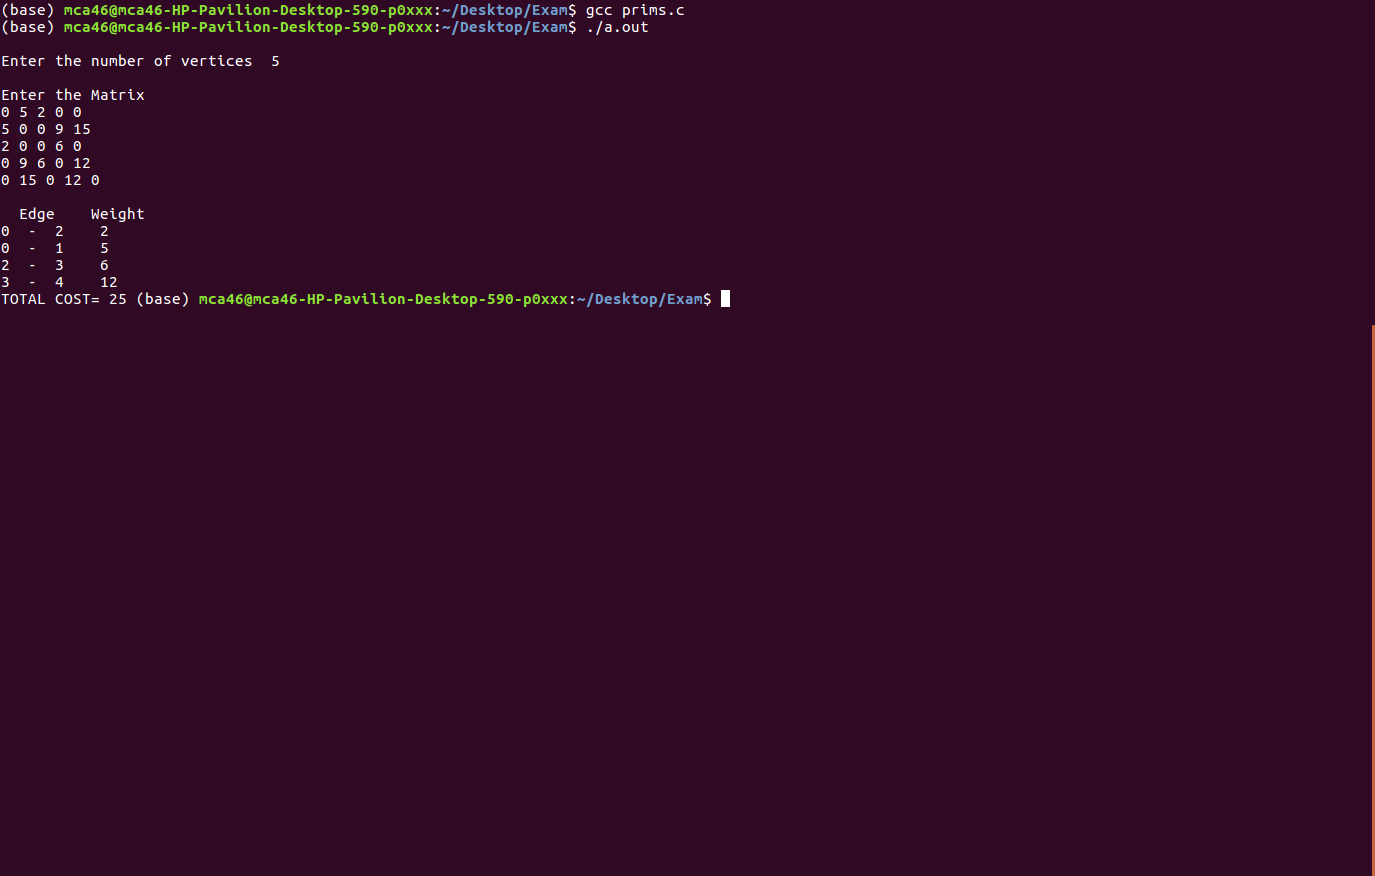 (base) mca46@mca46-HP-Pavilion-Desktop-590-p0xxx:~/Desktop/Exam$ gcc prims.c
(base) mca46@mca46-HP-Pavilion-Desktop-590-p0xxx:~/Desktop/Exam$ ./a.out
Enter the number of vertices  5
Enter the Matrix
0 5 2 0 0
5 0 0 9 15
2 0 0 6 0
0 9 6 0 12
0 15 0 12 0
  Edge    Weight
0  -  2    2
0  -  1    5
2  -  3    6
3  -  4    12
TOTAL COST= 25 (base) mca46@mca46-HP-Pavilion-Desktop-590-p0xxx:~/Desktop/Exam$